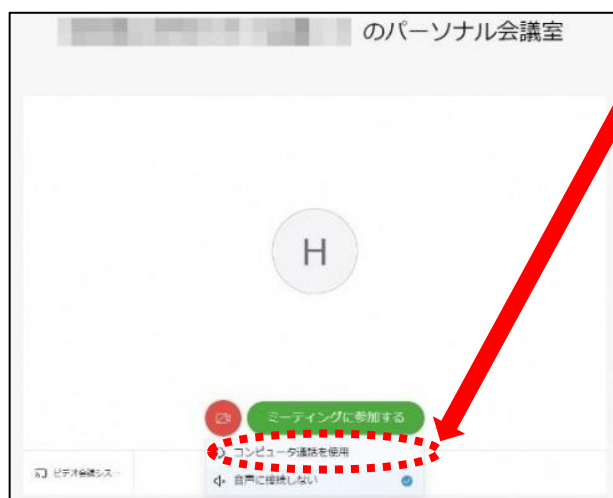 のパーソナル会議室
H
ミーティングに参加する
コンピュータ通話を使用
音声に接続しない
ビデオ会議シス…